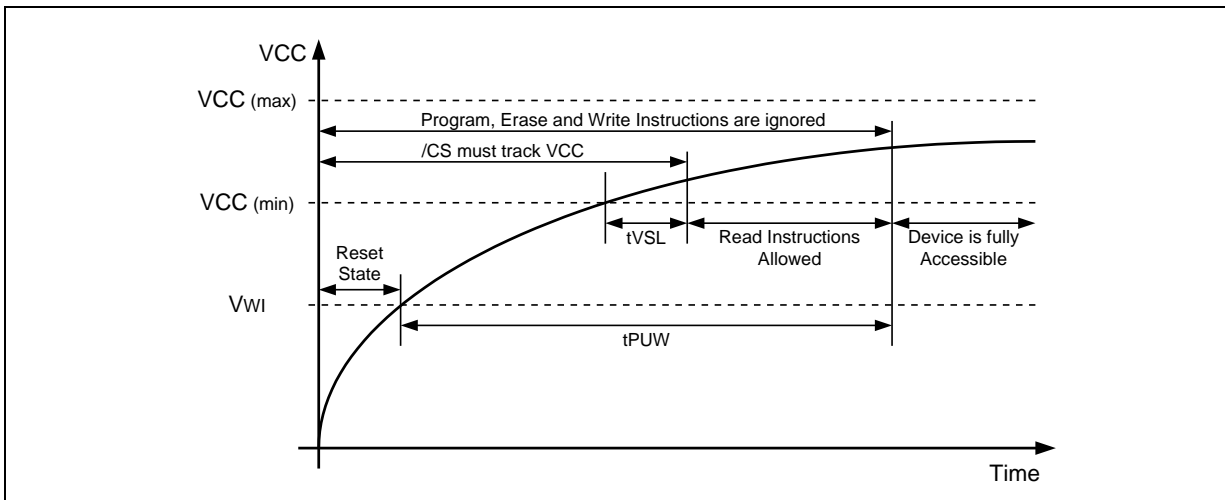 VCC
VCC (max)
Program, Erase and Write Instructions are ignored
/CS must track VCC
VCC (min)
tVSL
Read Instructions
Allowed
Device is fully
Accessible
Reset
State
VWI
tPUW
Time